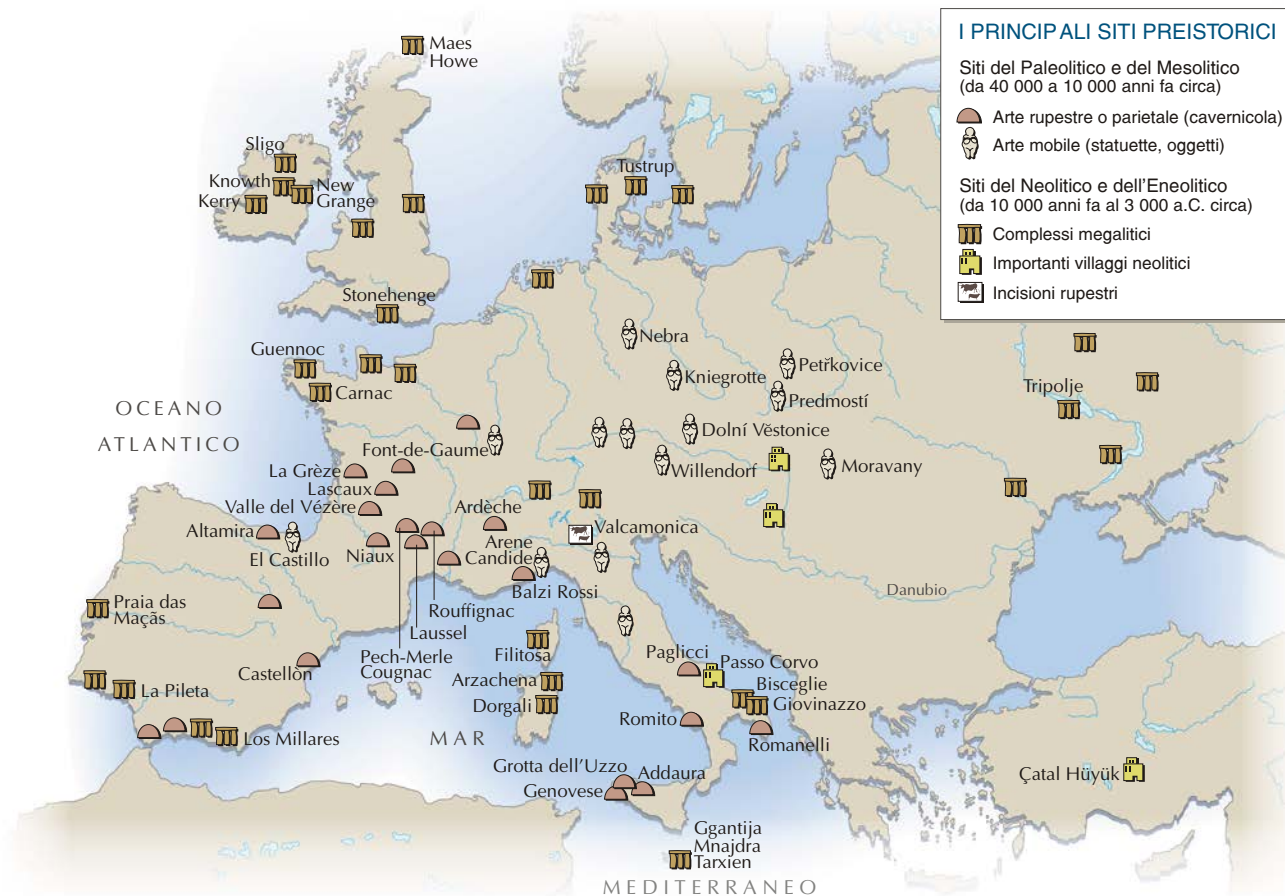 I PRINCIPALI SITI PREISTORICI
Siti del Paleolitico e del Mesolitico
(da 40 000 a 10 000 anni fa circa)
Arte rupestre o parietale (cavernicola)
Arte mobile (statuette, oggetti)
Siti del Neolitico e dell'Eneolitico
(da 10 000 anni fa al 3 000 a.C. circa)
Complessi megalitici
Importanti villaggi neolitici
Incisioni rupestri
Maes
Howe
Sligo
Knowth
New
Grange
Kerry
Tustrup
Stonehenge
Guennoc
Carnac
Nebra
Kniegrotte
Petřkovice
Predmostí
Tripolje
OCEANO
ATLANTICO
Font-de-Gaume
Dolní Věstonice
Willendorf
Moravany
La Grèze
Lascaux
Valle del Vézère
Ardèche
Altamira
El Castillo
Niaux
Arene
Candide
Valcamonica
Balzi Rossi
Rouffignac
Laussel
Pech-Merle
Cougnac
Danubio
Praia das
Maçãs
Castellòn
Filitosa
Arzachena
Dorgali
Paglicci
Passo Corvo
Bisceglie
Giovinazzo
La Pileta
Los Millares
MAR
Romito
Romanelli
Grotta dell'Uzzo
Addaura
Genovese
Çatal Hüyük
Ggantija
Mnajdra
Tarxien
MEDITERRANEO